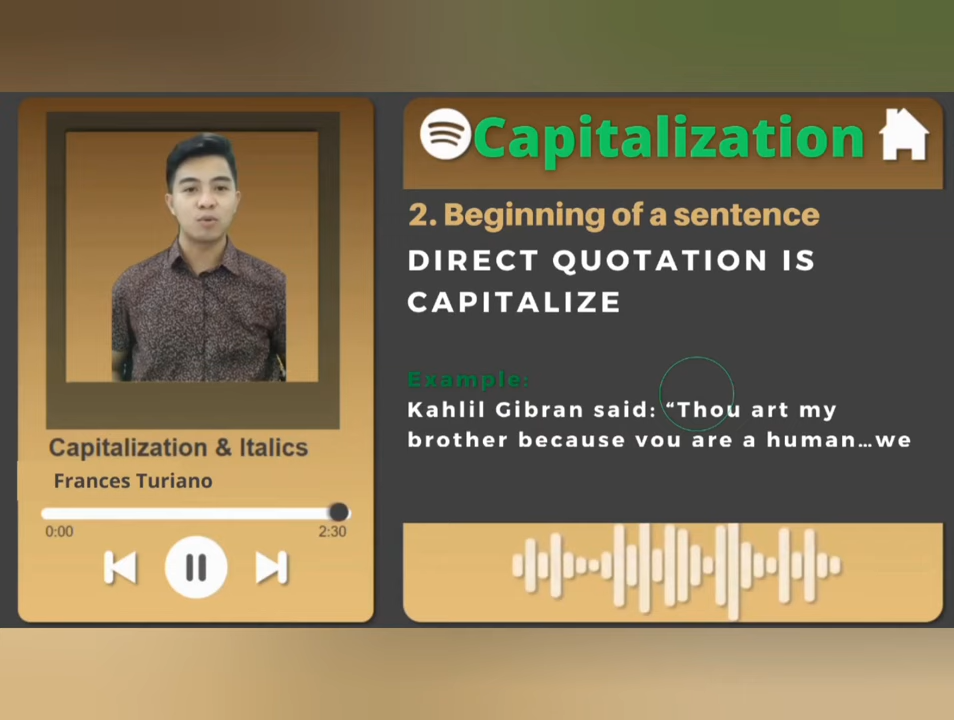 Capitalization
2. Beginning of a sentence
DIRECT QUOTATION IS
CAPITALIZE
Example:
Kahlil Gibran said: “Thou art my
brother because you are a human…we
Capitalization & Italics
Frances Turiano
0:00
2:30